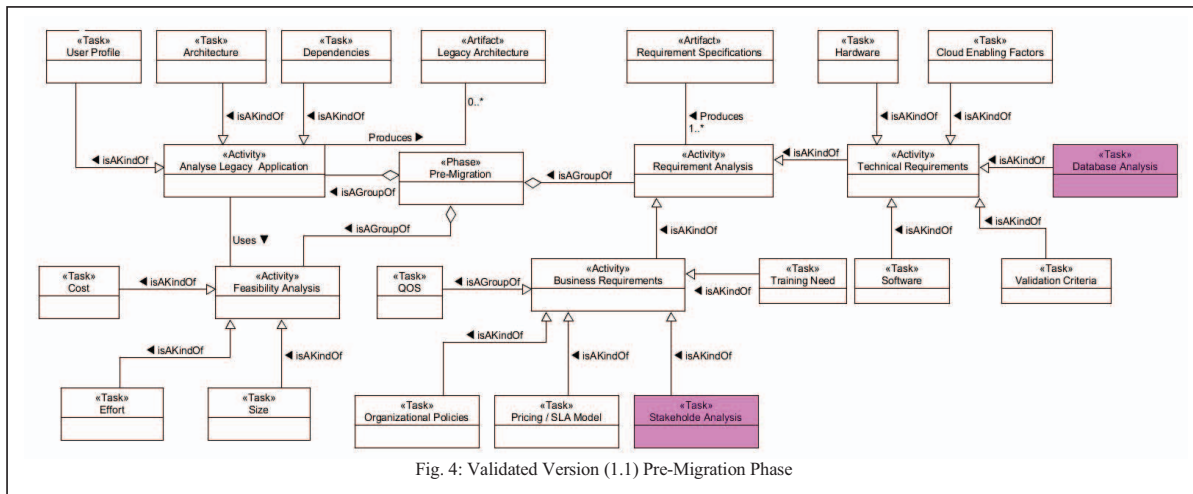 «Task»
User Profile
«Task»
Architecture
«Task»
Dependencies
«Artifact»
Legacy Architecture
«Artifact»
Requirement Specifications
«Task»
Hardware
«Task»
Cloud Enabling Factors
0..*
◄ isAKindOf
◄ isAKindOf
Produces ►
◄ Produces
1..*
◄ isAKindOf
◄ isAKindOf
◄ isAKindOf
«Activity»
Analyse Legacy Application
«Phase»
Pre-Migration
◄ isAGroupOf
◄ isAGroupOf
«Activity»
Requirement Analysis
◄ isAKindOf
«Activity»
Technical Requirements
◄ isAKindOf
«Task»
Database Analysis
Uses ▼
◄ isAGroupOf
◄ isAKindOf
◄ isAKindOf
◄ isAKindOf
«Task»
Cost
◄ isAKindOf
«Activity»
Feasibility Analysis
«Task»
QOS
◄ isAGroupOf
«Activity»
Business Requirements
◄ isAKindOf
«Task»
Training Need
«Task»
Software
«Task»
Validation Criteria
◄ isAKindOf
◄ isAKindOf
◄ isAKindOf
◄ isAKindOf
◄ isAKindOf
«Task»
Effort
«Task»
Size
«Task»
Organizational Policies
«Task»
Pricing / SLA Model
«Task»
Stakeholde Analysis
Fig. 4: Validated Version (1.1) Pre-Migration Phase